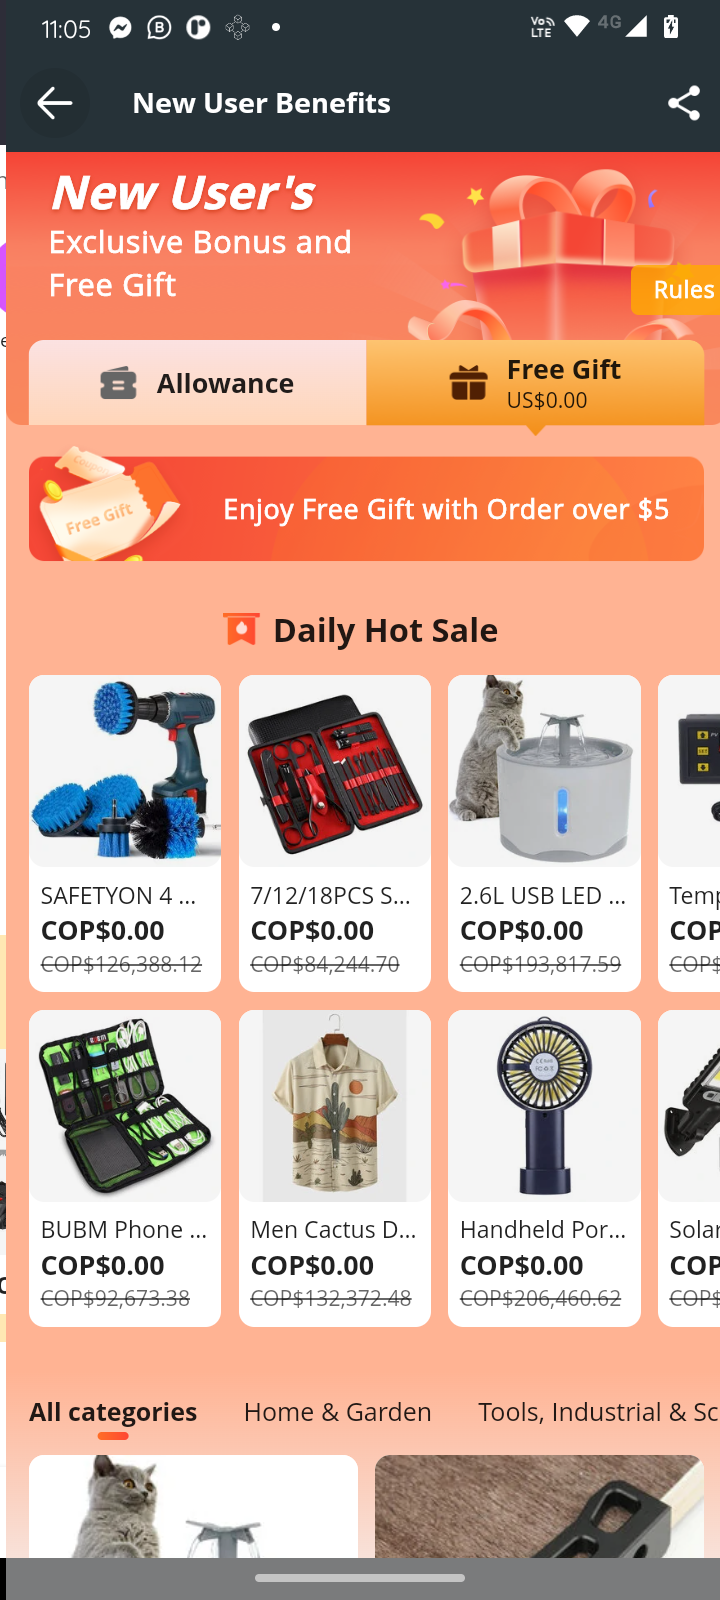 11:05
Vo
LTE
4G
New User Benefits
New User's
Exclusive Bonus and
Free Gift
Rules
Allowance
Free Gift
US$0.00
Free Gift
Enjoy Free Gift with Order over $5
Daily Hot Sale
SAFETYON 4 ...
COP$0.00
COP$126,388.12
7/12/18PCS S...
COP$0.00
COP$84,244.70
2.6L USB LED ...
COP$0.00
COP$193,817.59
Temp
COP
COP$
BUBM Phone ...
COP$0.00
COP$92,673.38
Men Cactus D...
COP$0.00
COP$132,372.48
Handheld Por...
COP$0.00
COP$206,460.62
Solar
COP
COP$
All categories
Home & Garden
Tools, Industrial & Sc